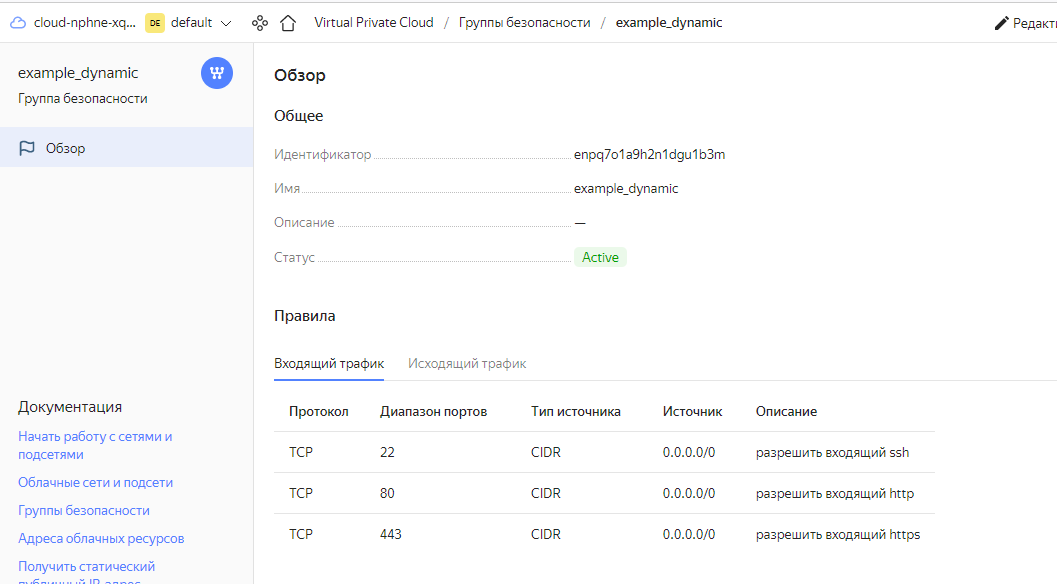 cloud-nphne-xq... DE default Virtual Private Cloud / Группы безопасности / example_dynamic Редакти
example_dynamic
Группа безопасности
Обзор
Документация
Начать работу с сетями и
подсетями
Облачные сети и подсети
Группы безопасности
Адреса облачных ресурсов
Получить статический
публичный IP-адрес
Обзор
Общее
Идентификатор enpq7o1a9h2n1dgu1b3m
Имя example_dynamic
Описание —
Статус Active
Правила
Входящий трафик Исходящий трафик
Протокол Диапазон портов Тип источника Источник Описание
TCP 22 CIDR 0.0.0.0/0 разрешить входящий ssh
TCP 80 CIDR 0.0.0.0/0 разрешить входящий http
TCP 443 CIDR 0.0.0.0/0 разрешить входящий https